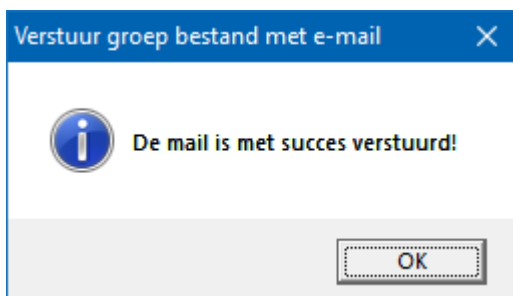 Verstuur groep bestand met e-mail
De mail is met succes verstuurd!
OK